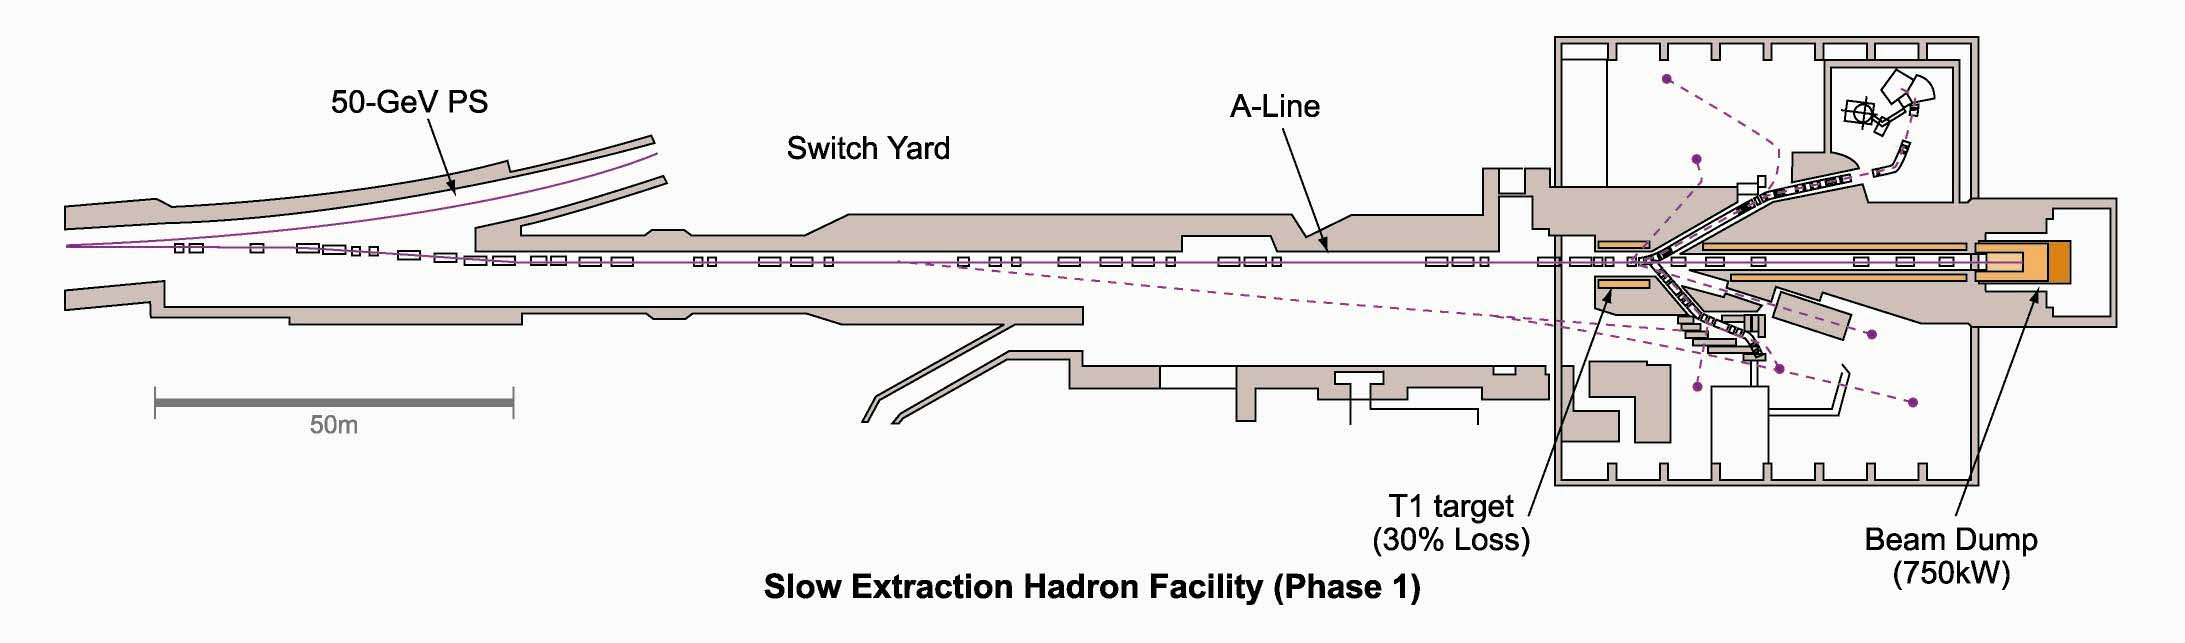 50-GeV PS
Switch Yard
A-Line
50m
T1 target
(30% Loss)
Beam Dump
(750kW)
Slow Extraction Hadron Facility (Phase 1)